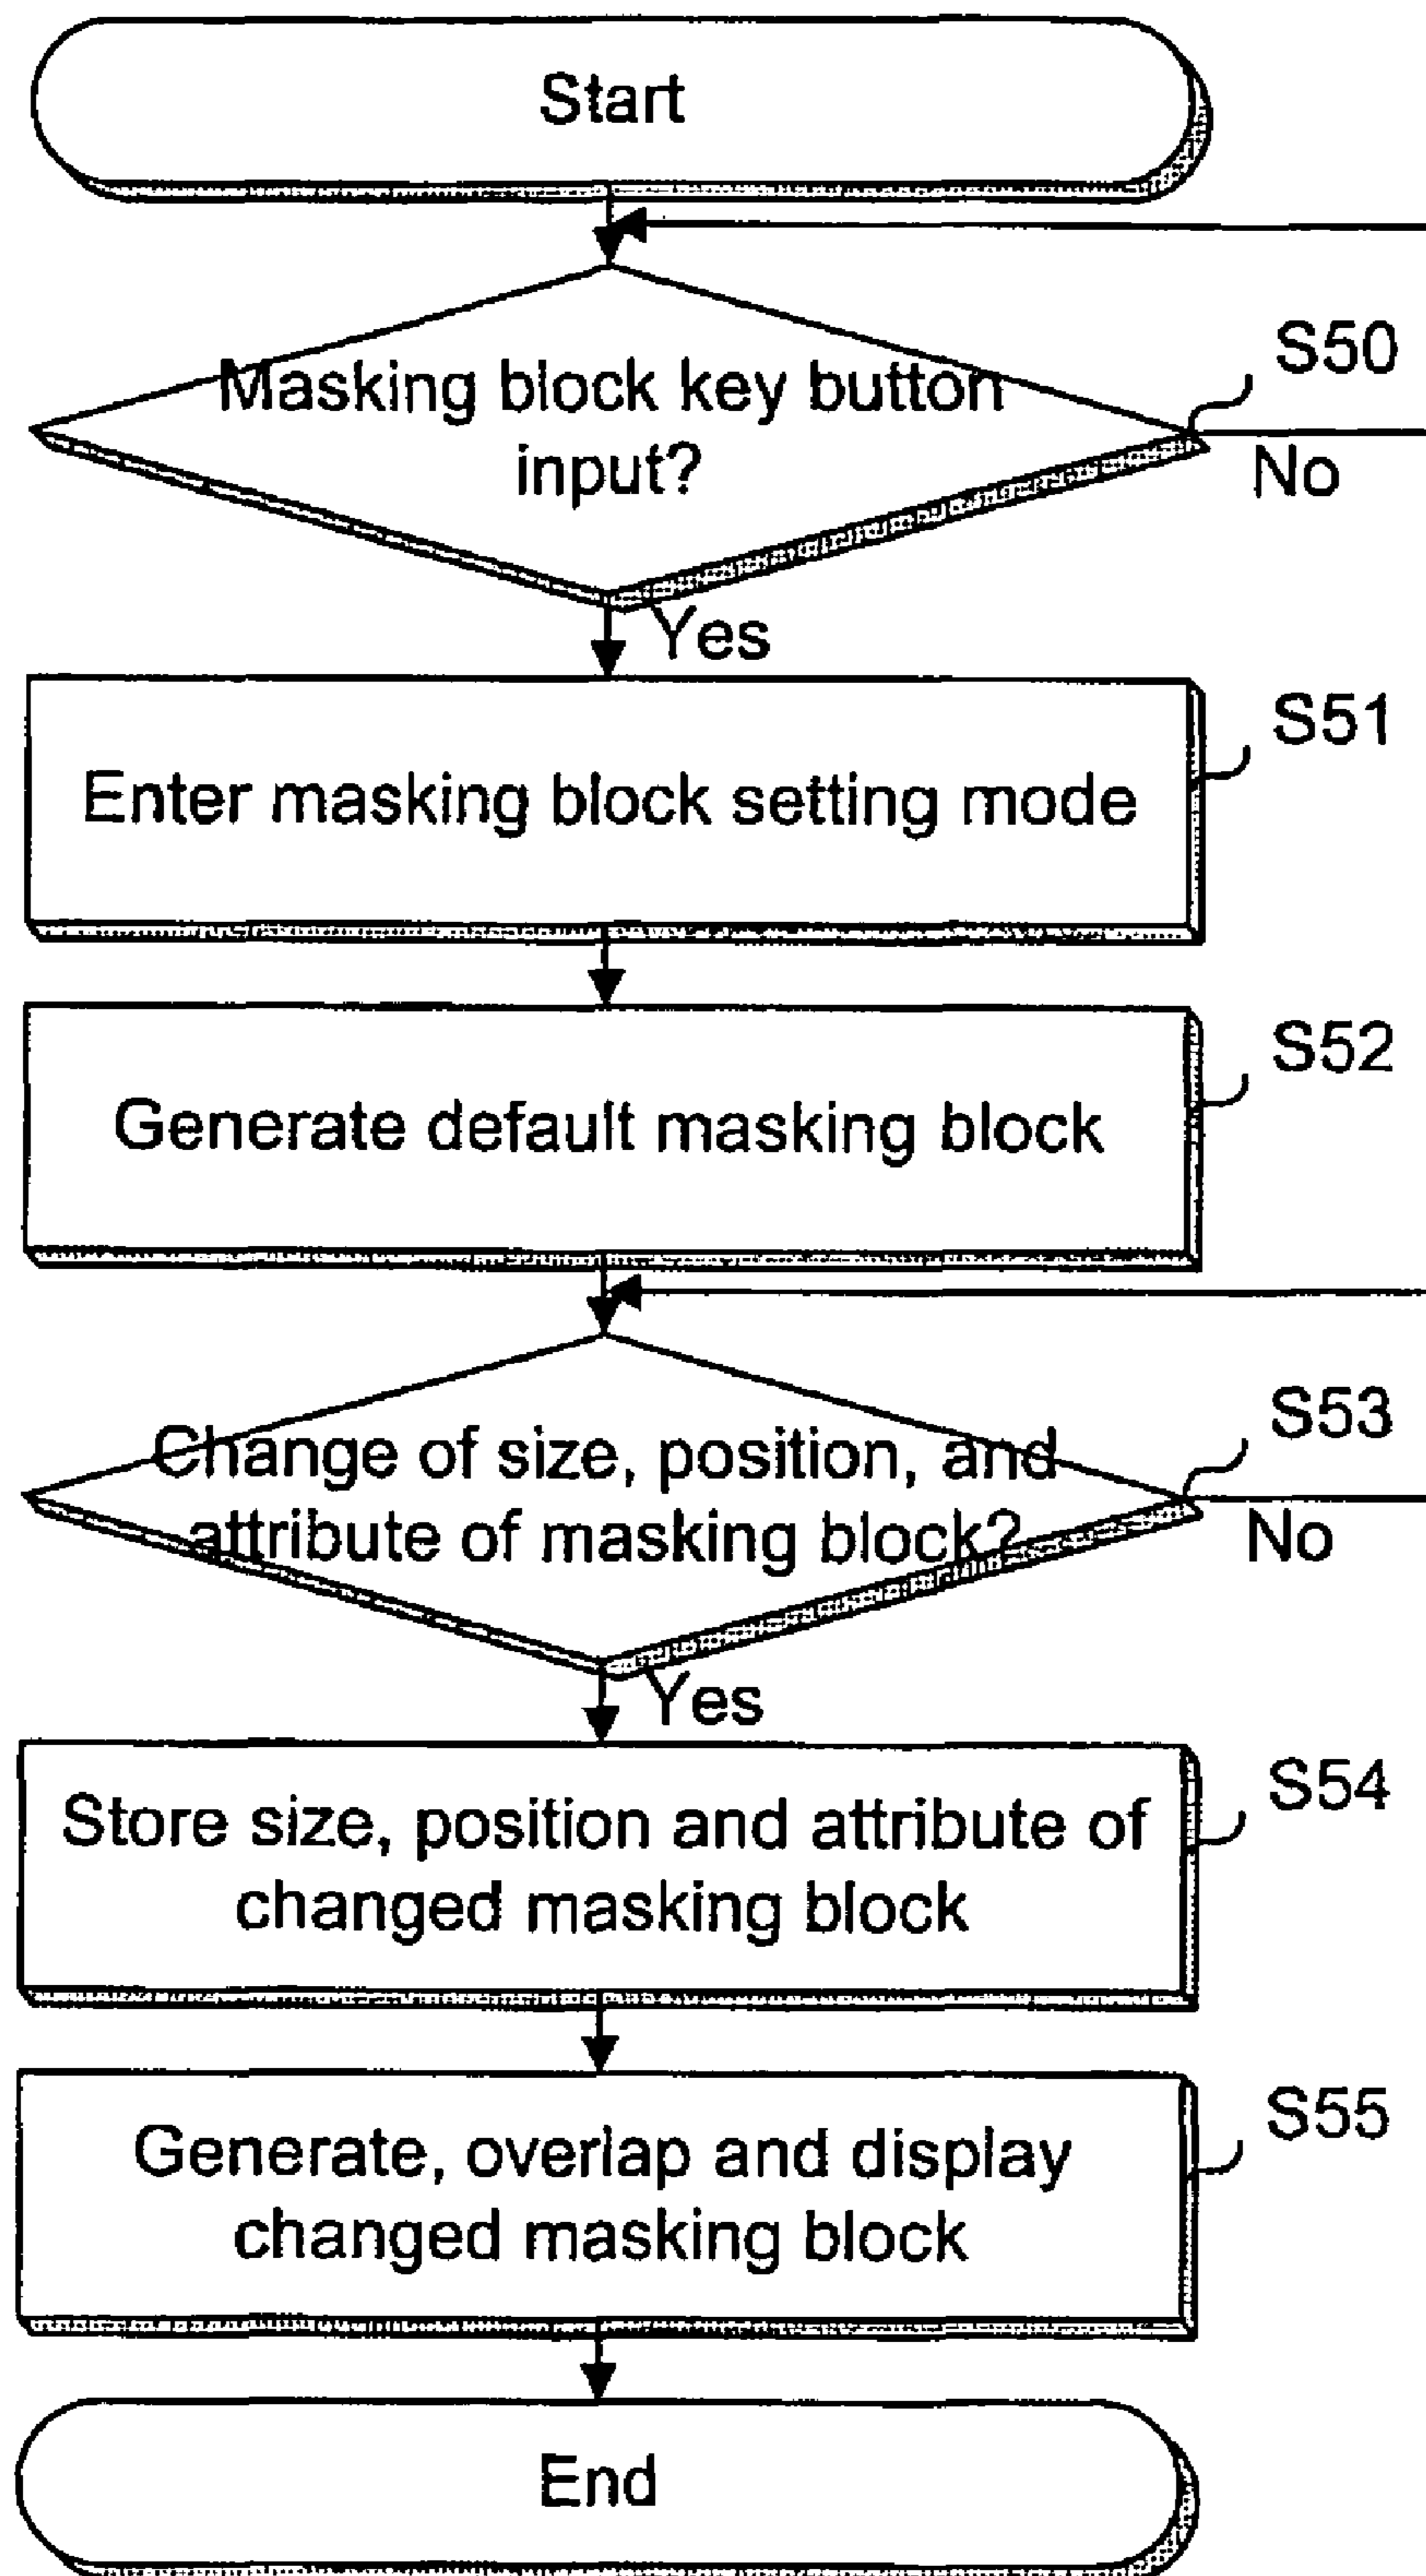 Start
Masking block key button
input?
S50
No
Yes
Enter masking block setting mode
S51
Generate default masking block
S52
Change of size, position, and
attribute of masking block?
S53
No
Yes
Store size, position and attribute of
changed masking block
S54
Generate, overlap and display
changed masking block
S55
End